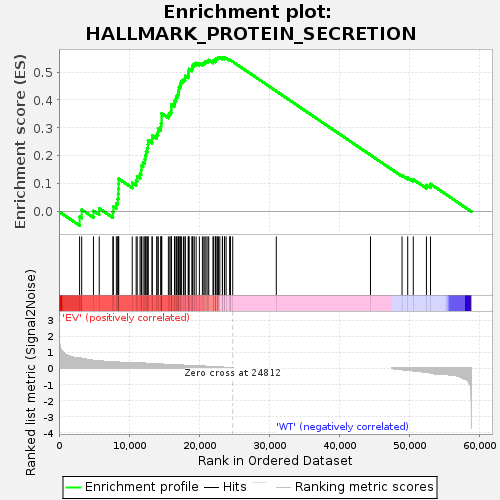 Enrichment plot:
HALLMARK_PROTEIN_SECRETION
Enrichment score (ES)
0.5
0.4
0.3
0.2
0.1
0.0
Ranked list metric (Signal2Noise)
3
2
1
0
-1
-2
-3
-4
'EV' (positively correlated)
Zero cross at 24812
'WT' (negatively correlated)
0
10,000
20,000
30,000
40,000
50,000
60,000
Rank in Ordered Dataset
Enrichment profile
Hits
Ranking metric scores